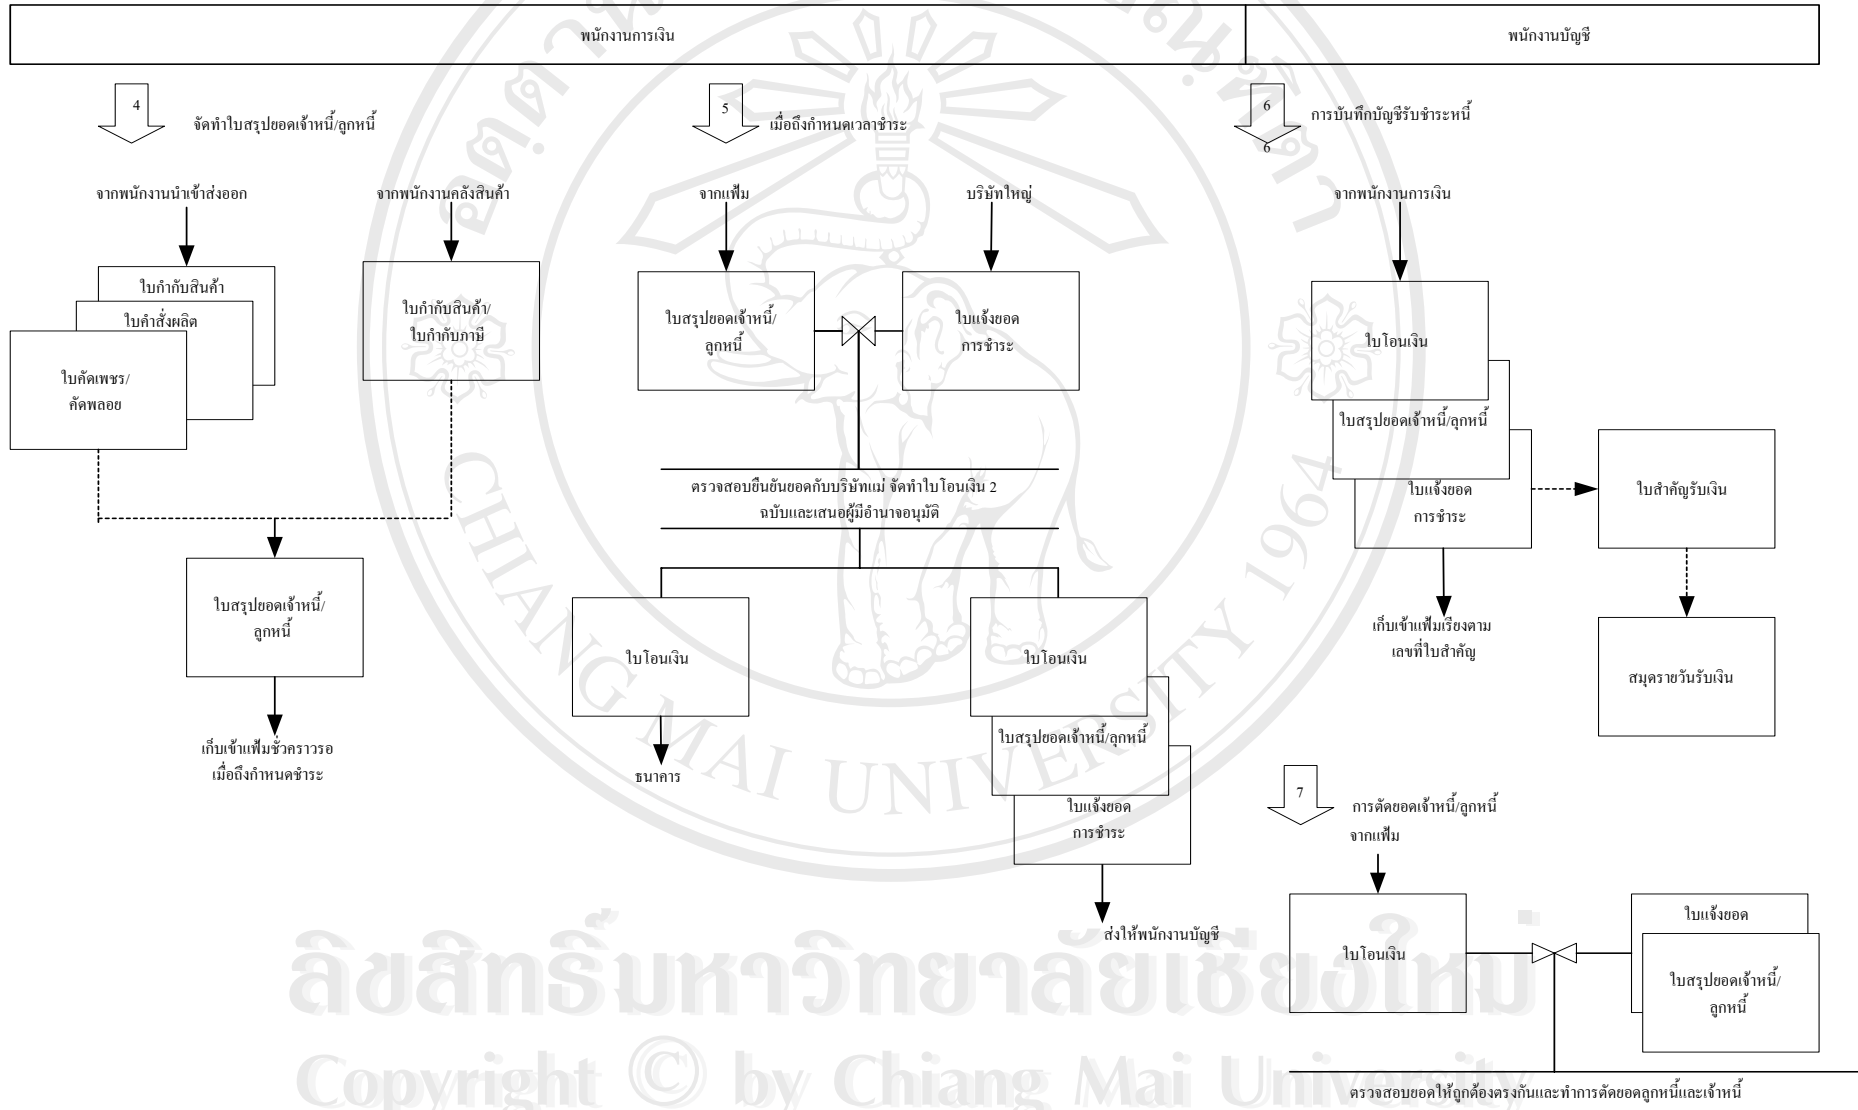 พนักงานการเงิน
พนักงานบัญชี
4
จัดทำใบสรุปยอดเจ้าหนี้/ลูกหนี้
จากพนักงานนำเข้าส่งออก
จากพนักงานคลังสินค้า
ใบกำกับสินค้า
ใบคำสั่งผลิต
ใบคัดเพชร/
คัดพลอย
ใบกำกับสินค้า/
ใบกำกับภาษี
ใบสรุปยอดเจ้าหนี้/
ลูกหนี้
เก็บเข้าแฟ้มชั่วคราวรอ
เมื่อถึงกำหนดชำระ
5
เมื่อถึงกำหนดเวลาชำระ
จากแฟ้ม
บริษัทใหญ่
ใบสรุปยอดเจ้าหนี้/
ลูกหนี้
ใบแจ้งยอด
การชำระ
ตรวจสอบยืนยันยอดกับบริษัทแม่ จัดทำใบโอนเงิน 2
ฉบับและเสนอผู้มีอำนาจอนุมัติ
ใบโอนเงิน
ธนาคาร
ใบโอนเงิน
ใบสรุปยอดเจ้าหนี้/ลูกหนี้
ใบแจ้งยอด
การชำระ
ส่งให้พนักงานบัญชี
6
6
การบันทึกบัญชีรับชำระหนี้
จากพนักงานการเงิน
ใบโอนเงิน
ใบสรุปยอดเจ้าหนี้/ลูกหนี้
ใบแจ้งยอด
การชำระ
ใบสำคัญรับเงิน
เก็บเข้าแฟ้มเรียงตาม
เลขที่ใบสำคัญ
สมุดรายวันรับเงิน
7
การตัดยอดเจ้าหนี้/ลูกหนี้
จากแฟ้ม
ใบโอนเงิน
ใบแจ้งยอด
ใบสรุปยอดเจ้าหนี้/
ลูกหนี้
ตรวจสอบยอดให้ถูกต้องตรงกันและทำการตัดยอดลูกหนี้และเจ้าหนี้
CHIANG MAI UNIVERSITY 1964
ลิขสิทธิ์มหาวิทยาลัยเชียงใหม่
Copyright © by Chiang Mai University